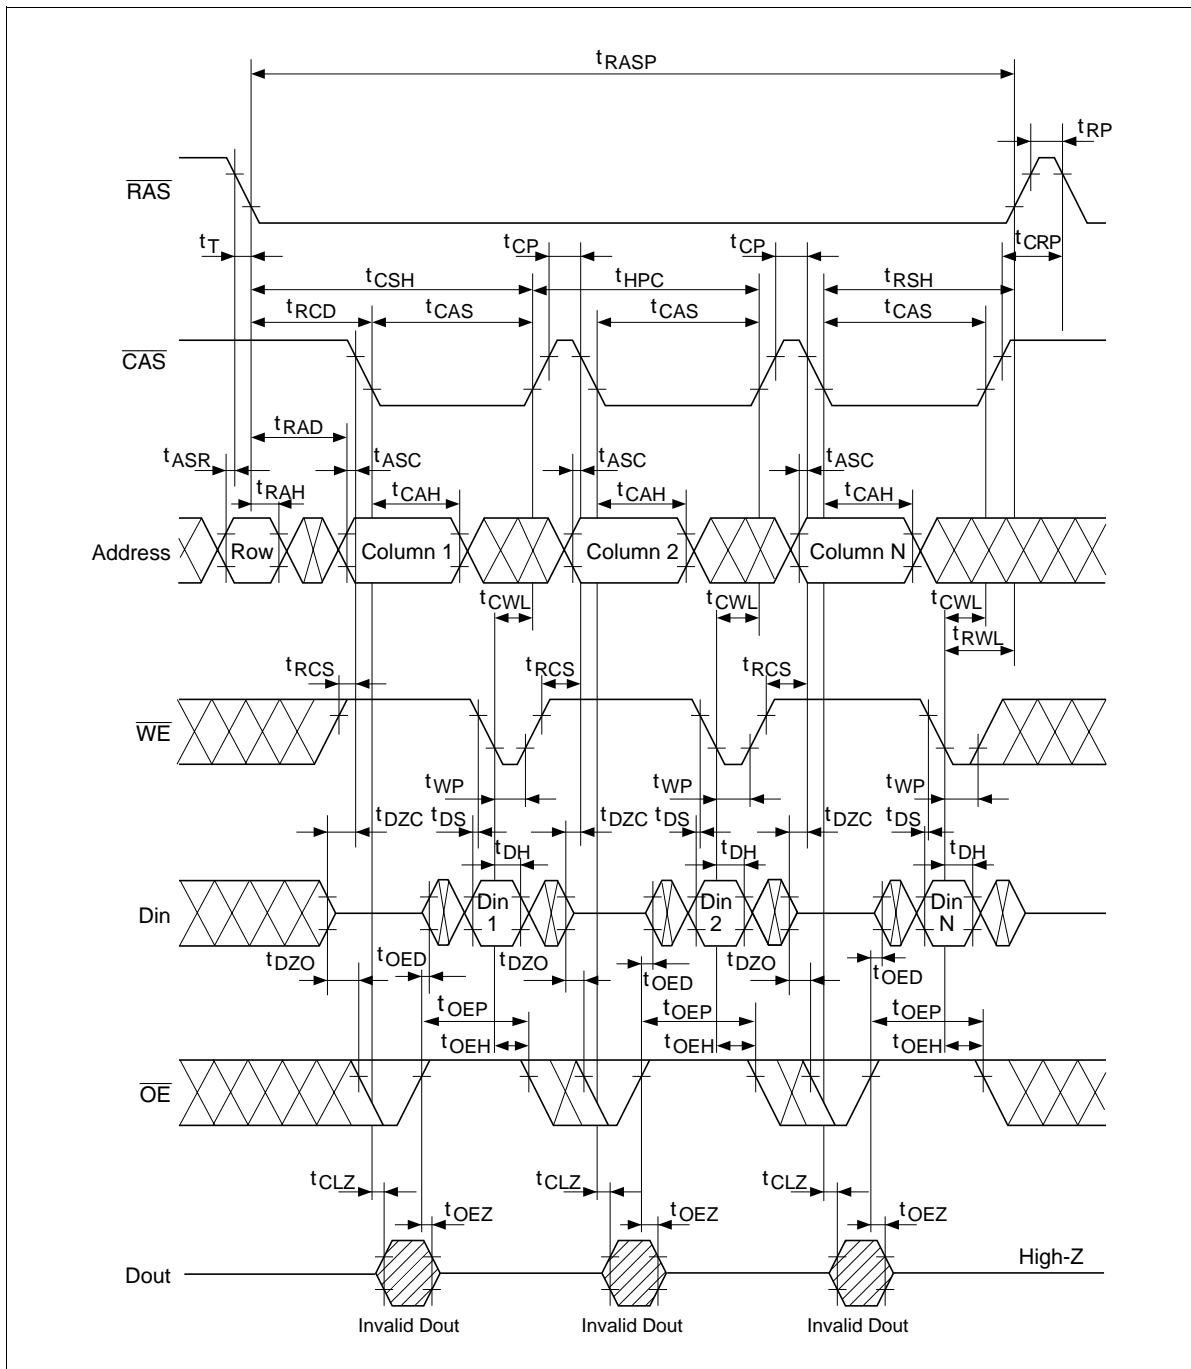 tRASP
tRP
RAS
tT
tCP
tCP
tCRP
tCSH
tHPC
tRSH
tRCD
tCAS
tCAS
tCAS
CAS
tRAD
tASR
tASC
tASC
tASC
tRAH
tCAH
tCAH
tCAH
Address
Row
Column 1
Column 2
Column N
tCWL
tCWL
tCWL
tRWL
tRCS
tRCS
tRCS
WE
tWP
tWP
tWP
tDZC
tDS
tDZC
tDS
tDZC
tDS
tDH
tDH
tDH
Din
Din 1
Din 2
Din N
tDZO
tOED
tDZO
tOED
tDZO
tOED
tOEP
tOEP
tOEP
tOEH
tOEH
tOEH
OE
tCLZ
tCLZ
tCLZ
tOEZ
tOEZ
tOEZ
Dout
High-Z
Invalid Dout
Invalid Dout
Invalid Dout